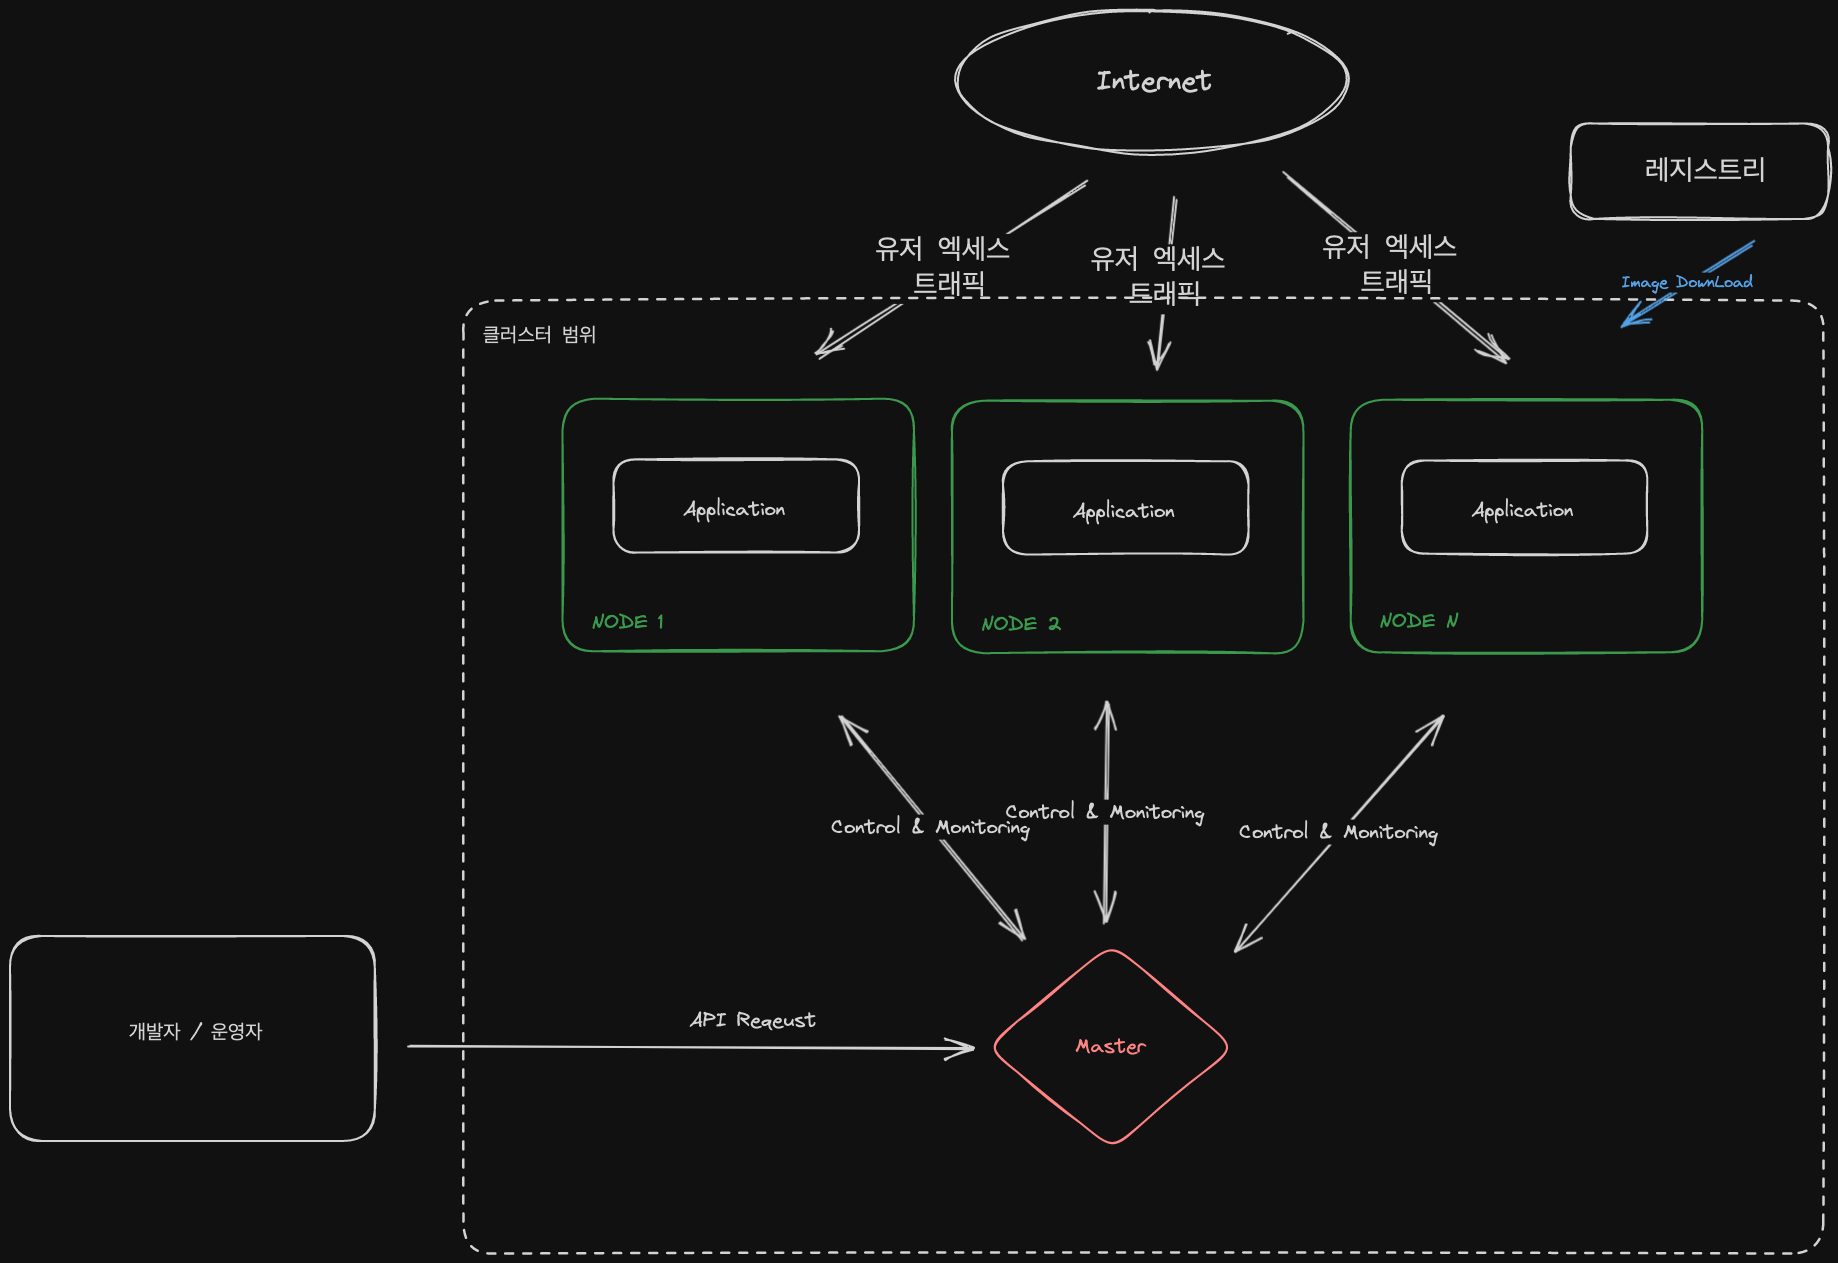 Internet
레지스트리
유저 엑세스
트래픽
유저 엑세스
트래픽
유저 엑세스
트래픽
Image DownLoad
클러스터 범위
Application
Application
Application
NODE 1
NODE 2
NODE N
Control & Monitoring
Control & Monitoring
Control & Monitoring
개발자 / 운영자
API Reqeust
Master